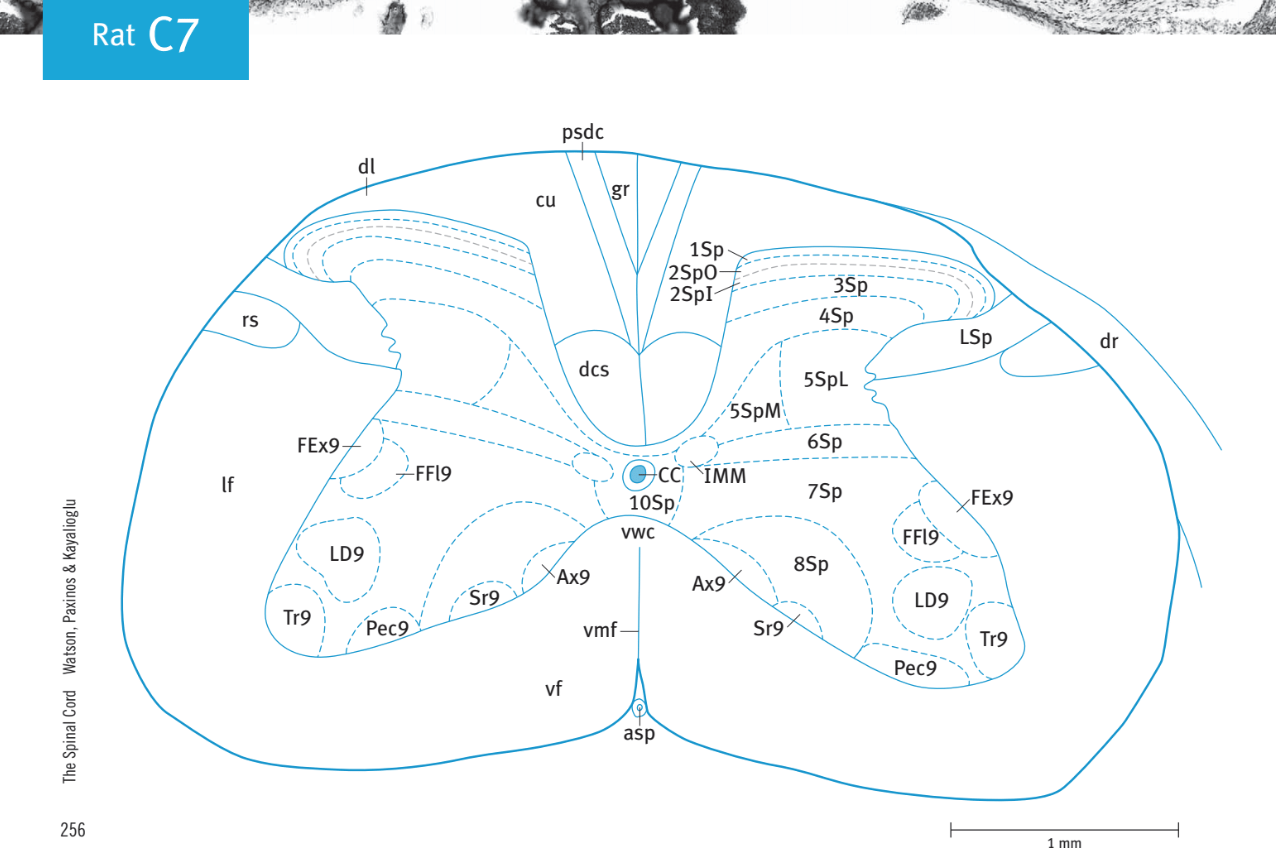 Rat C7
psdc
dl
gr
cu
1Sp
2SpO
2SpI
3Sp
4Sp
rs
LSp
dr
dcs
5SpL
5SpM
6Sp
FEx9
FFl9
CC
IMM
lf
7Sp
FEx9
10Sp
vwc
FFl9
LD9
8Sp
Ax9
Ax9
Sr9
LD9
Tr9
Pec9
Sr9
vmf
Tr9
Pec9
vf
asp
The Spinal Cord Watson, Paxinos & Kayalioglu
256
1 mm